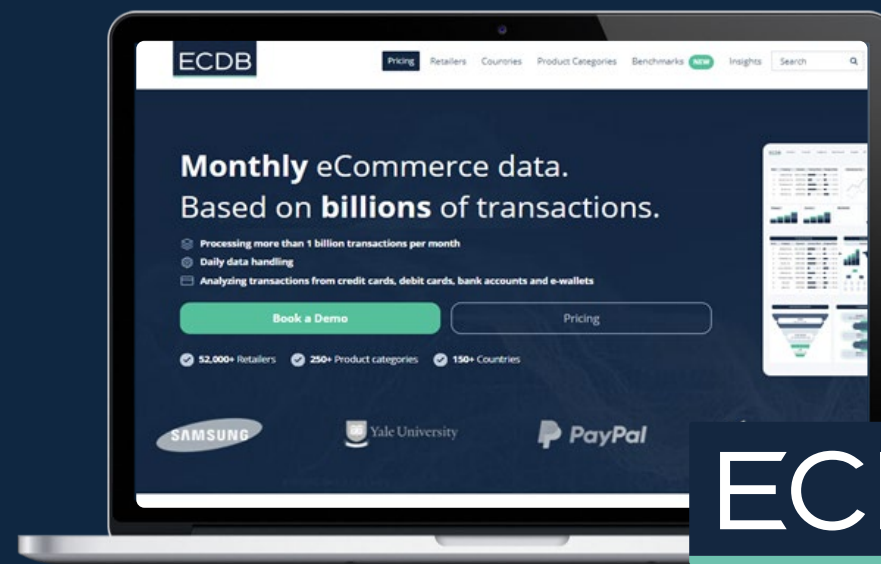 ECDB
Pricing Retailers Countries Product Categories Benchmarks NEW Insights Search
Monthly eCommerce data.
Based on billions of transactions.
Processing more than 1 billion transactions per month
Daily data handling
Analyzing transactions from credit cards, debit cards, bank accounts and e-wallets
Book a Demo Pricing
52,000+ Retailers 250+ Product categories 150+ Countries
SAMSUNG Yale University PayPal
EC